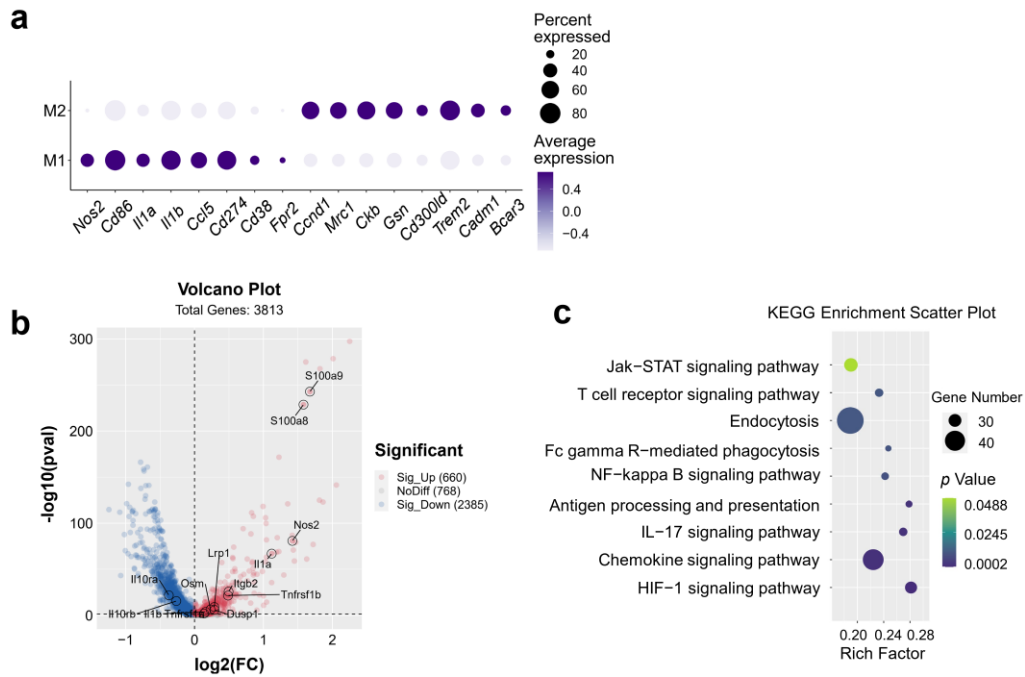 a
Percent
expressed
20
40
60
80
Average
expression
0.4
0.0
−0.4
M2
M1
Nos2
Cd86
Il1a
Il1b
Ccl5
Cd274
Cd38
Fpr2
Ccnd1
Mrc1
Ckb
Gsn
Cd300ld
Trem2
Cadm1
Bcar3
b
Volcano Plot
Total Genes: 3813
-log10(pval)
300
200
100
0
S100a9
S100a8
Nos2
Lrp1
Il1a
Il10ra
Osm
Itgb2
Tnfrsf1b
Il10rb
Il1b
Dusp1
−1
0
1
2
log2(FC)
Significant
Sig_Up (660)
NoDiff (768)
Sig_Down (2385)
c
KEGG Enrichment Scatter Plot
Jak−STAT signaling pathway
T cell receptor signaling pathway
Endocytosis
Fc gamma R−mediated phagocytosis
NF−kappa B signaling pathway
Antigen processing and presentation
IL−17 signaling pathway
Chemokine signaling pathway
HIF−1 signaling pathway
0.20
0.24
0.28
Rich Factor
Gene Number
30
40
p Value
0.0488
0.0245
0.0002